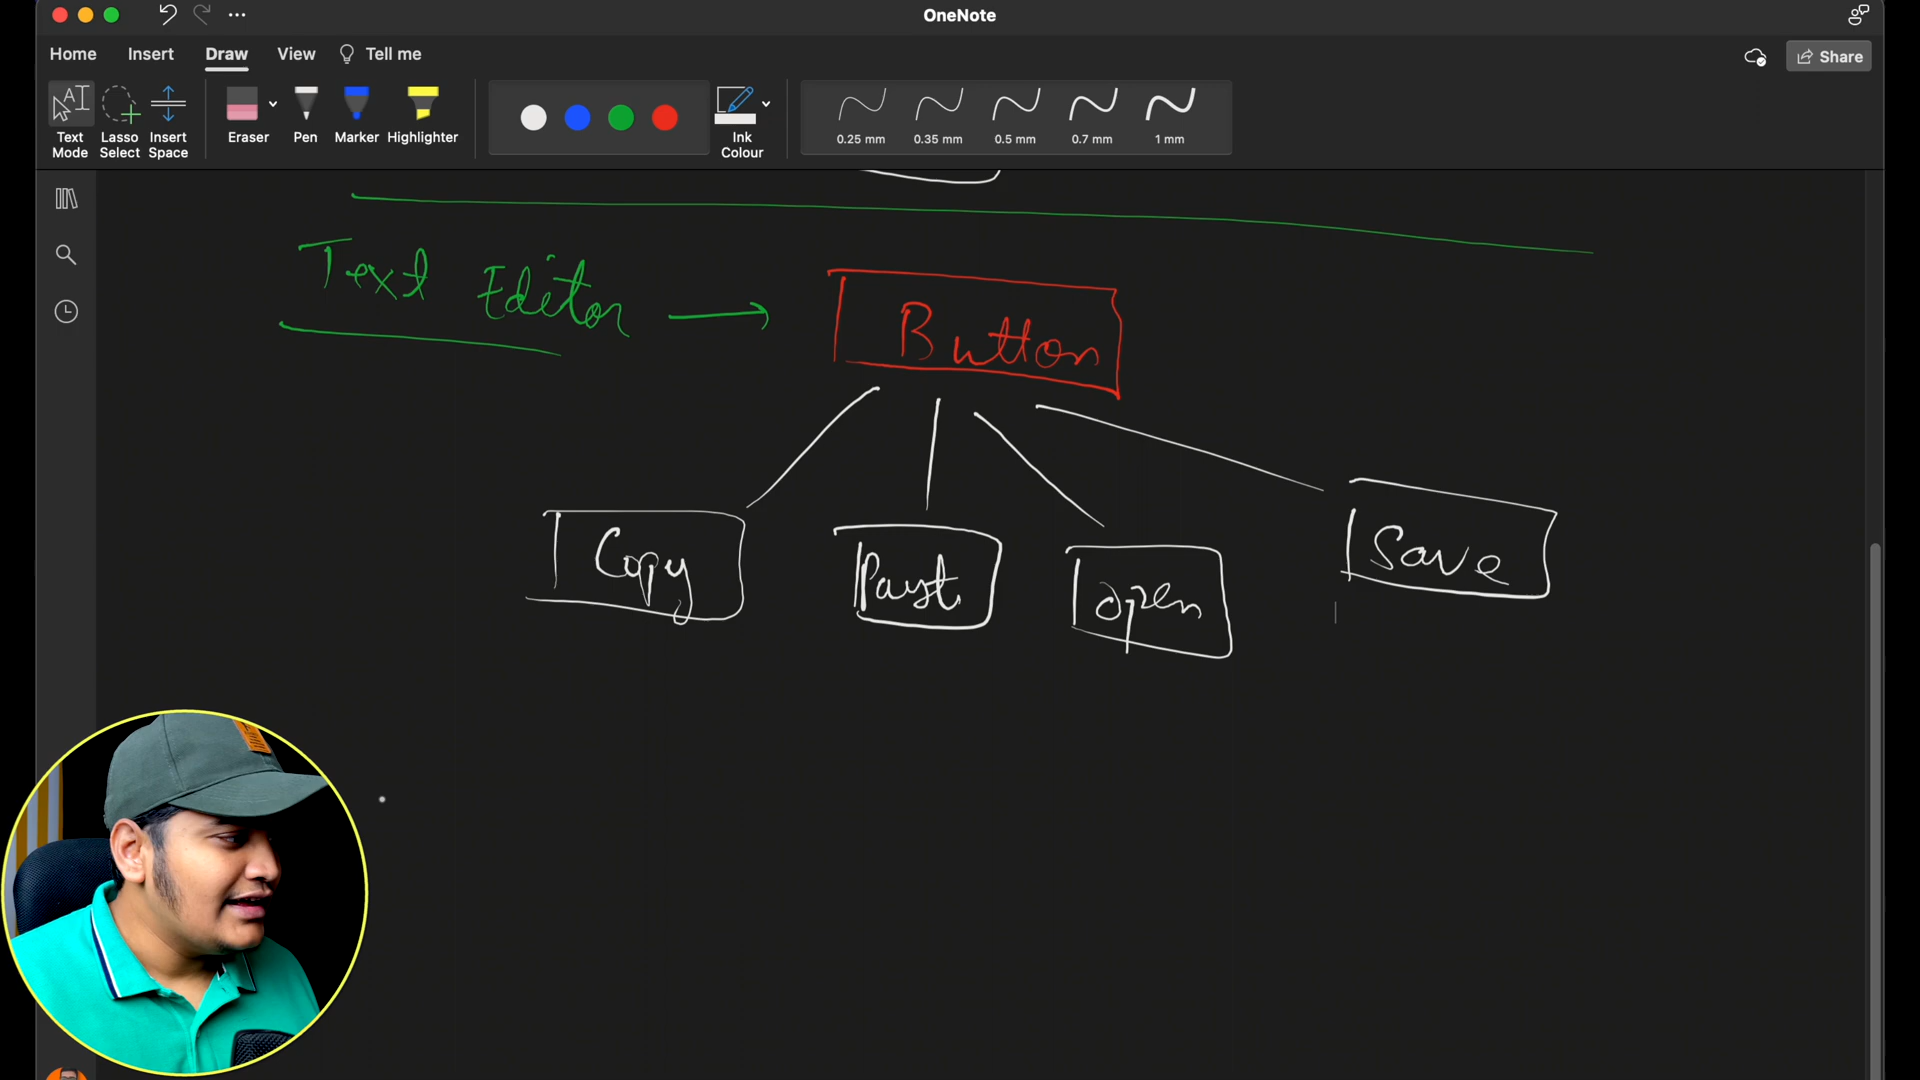 OneNote
Home Insert Draw View Tell me
Share
Text Mode
Lasso Select
Insert Space
Eraser
Pen
Marker
Highlighter
Ink Colour
0.25 mm
0.35 mm
0.5 mm
0.7 mm
1 mm
Text Editor
Button
Copy
Past
open
Save